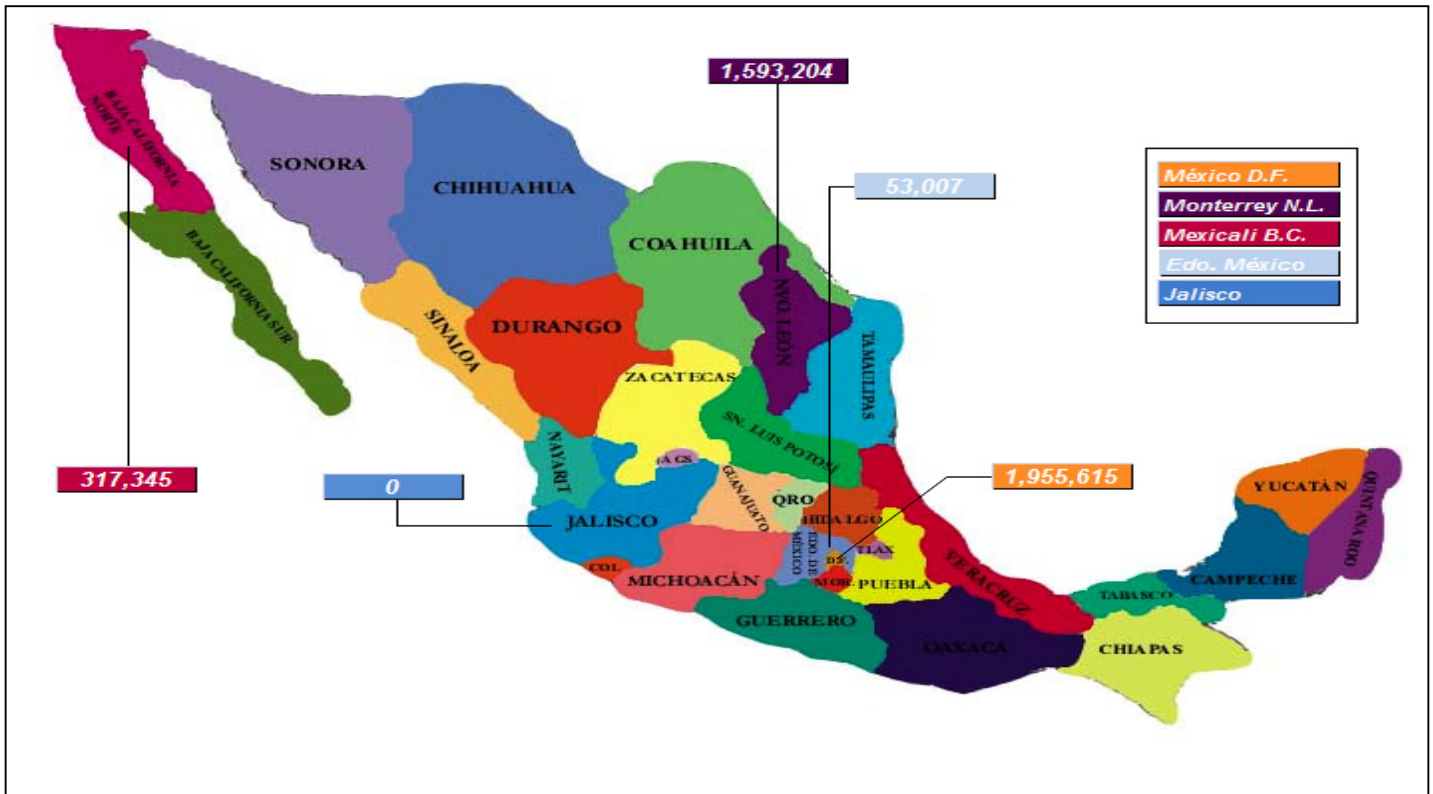 1,593,204
BAJA CALIFORNIA
NORTE
SONORA
CHIHUAHUA
53,007
México D.F.
Monterrey N.L.
Mexicali B.C.
Edo. México
Jalisco
COAHUILA
BAJA CALIFORNIA SUR
NVO. LEÓN
SINALOA
DURANGO
TAMAULIPAS
ZACATECAS
SN. LUIS POTOSÍ
317,345
0
NAYARIT
AGS
GUANAJUATO
QRO
1,955,615
YUCATÁN
QUINTANA ROO
JALISCO
HIDALGO
EDO. DE
MÉXICO
D.F.
TLAX
COL
MICHOACÁN
MOR.
PUEBLA
VERACRUZ
CAMPECHE
TABASCO
GUERRERO
OAXACA
CHIAPAS